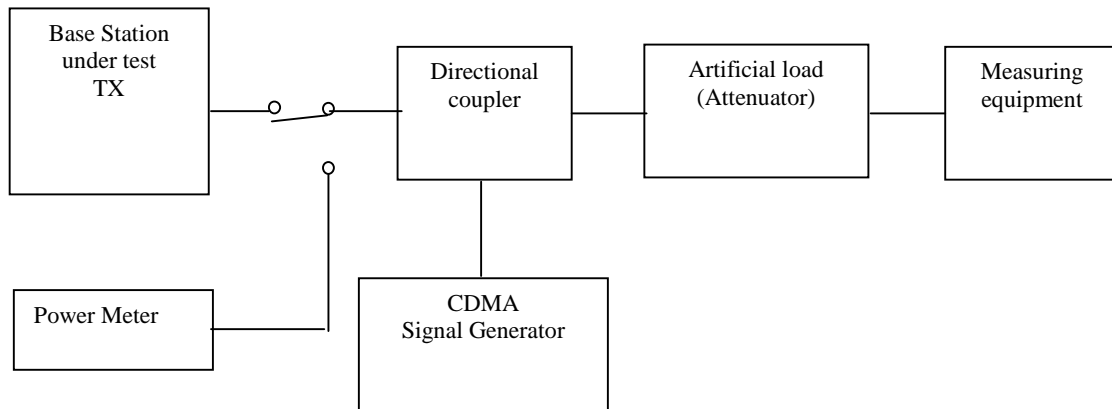 Base Station
under test
TX
Directional
coupler
Artificial load
(Attenuator)
Measuring
equipment
Power Meter
CDMA
Signal Generator